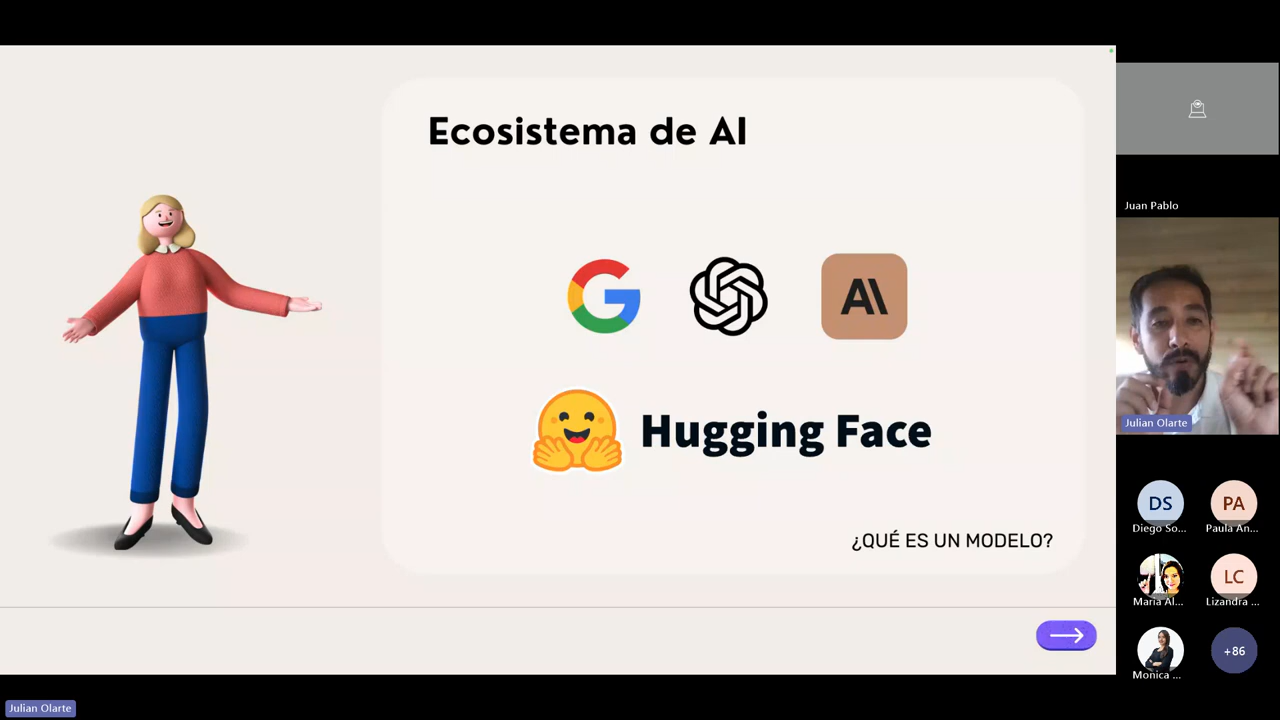 Ecosistema de AI
Hugging Face
¿QUÉ ES UN MODELO?
Juan Pablo
Julian Olarte
DS
Diego So...
PA
Paula An...
Maria Al...
LC
Lizandra ...
Monica ...
+86
Julian Olarte